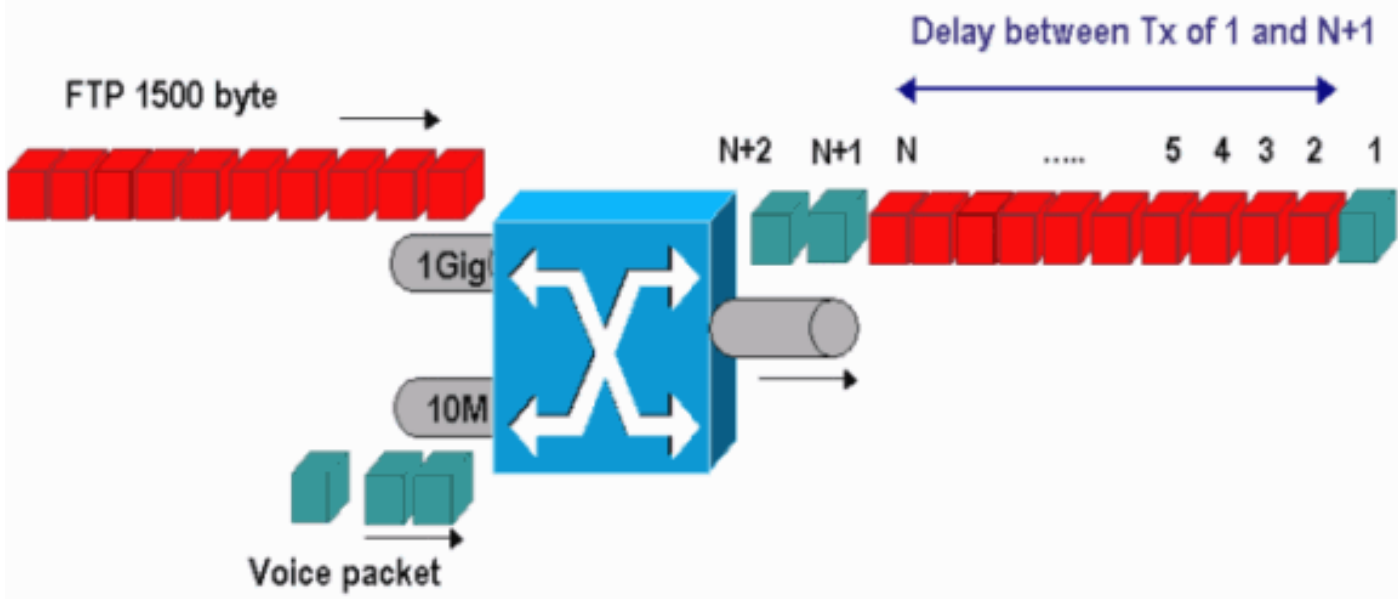 Delay between Tx of 1 and N+1
FTP 1500 byte
N+2 N+1 N ..... 5 4 3 2 1
1Gig
10M
Voice packet